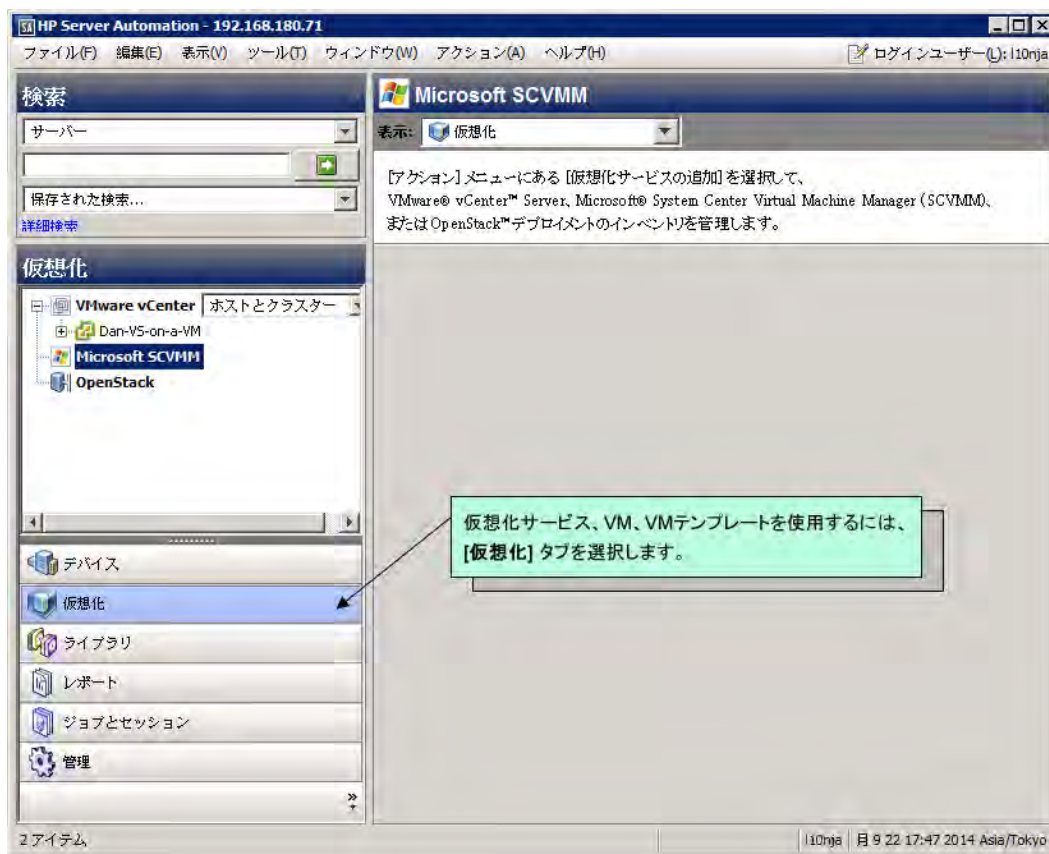 HP Server Automation - 192.168.180.71
ファイル(F) 編集(E) 表示(V) ツール(T) ウィンドウ(W) アクション(A) ヘルプ(H) ログインユーザー(L): l10nja
検索
サーバー
保存された検索...
詳細検索
Microsoft SCVMM
表示: 仮想化
[アクション] メニューにある [仮想化サービスの追加] を選択して、
VMware® vCenter™ Server、Microsoft® System Center Virtual Machine Manager (SCVMM)、
または OpenStack™ デプロイメントのインベントリを管理します。
仮想化
VMware vCenter ホストとクラスター
Dan-VS-on-a-VM
Microsoft SCVMM
OpenStack
仮想化サービス、VM、VMテンプレートを使用するには、
[仮想化] タブを選択します。
デバイス
仮想化
ライブラリ
レポート
ジョブとセッション
管理
2 アイテム
l10nja 月 9 22 17:47 2014 Asia/Tokyo